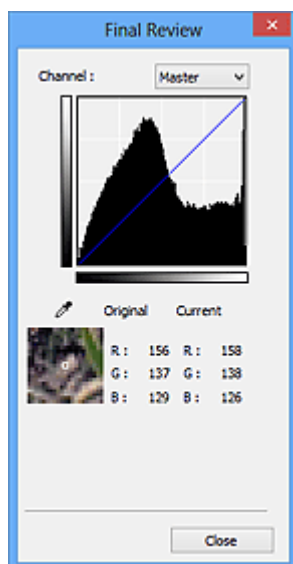 Final Review
Channel : Master
Original Current
R : 156 R : 158
G : 137 G : 138
B : 129 B : 126
Close